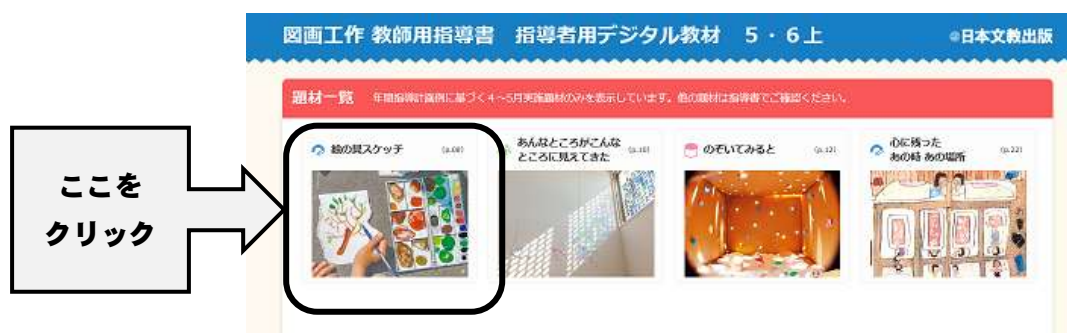 図画工作 教師用指導書 指導者用デジタル教材 5・6上
日本文教出版
題材一覧 年間指導計画例に基づく4～5月実施題材のみを表示しています。他の題材は指導書でご確認ください。
絵の具スケッチ (p.08)
あんなところがこんな
ところに見えてきた (p.10)
のぞいてみると (p.12)
心に残った
あの時 あの場所 (p.22)
ここを
クリック